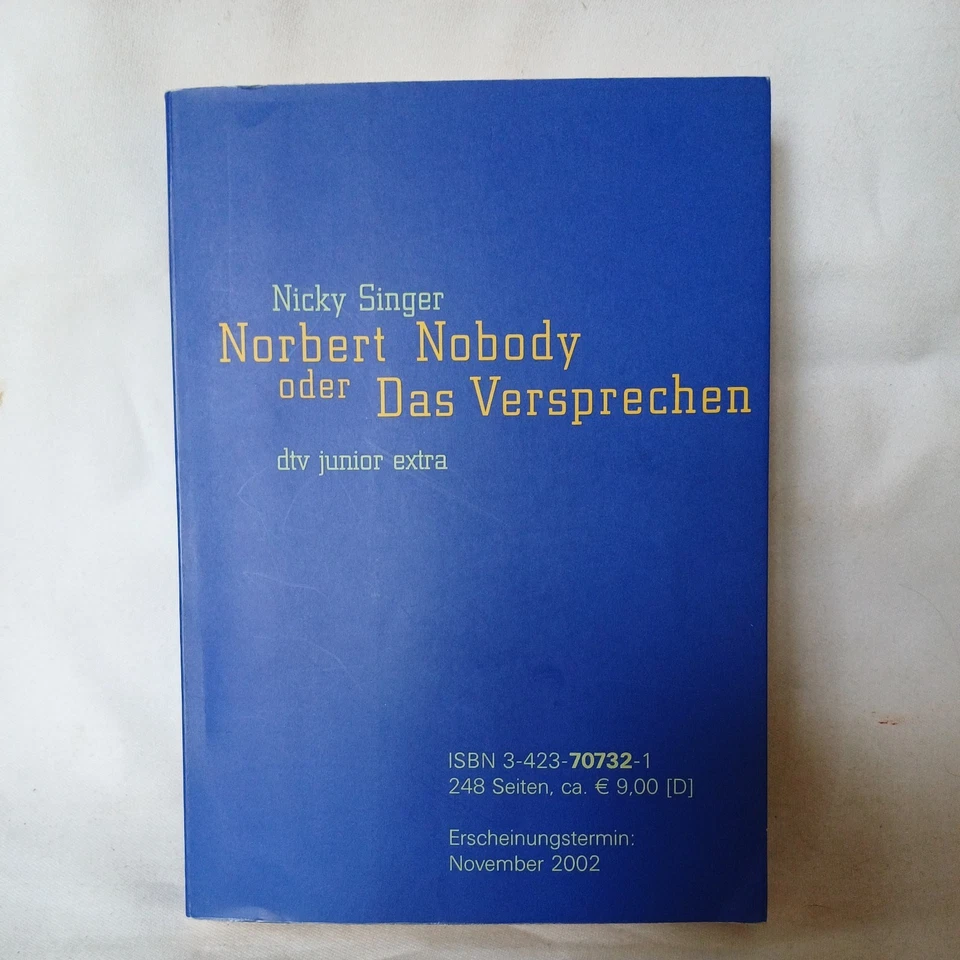 Nicky Singer
Norbert Nobody
oder Das Versprechen
dtv junior extra
ISBN 3-423-70732-1
248 Seiten, ca. € 9,00 [D]
Erscheinungstermin:
November 2002